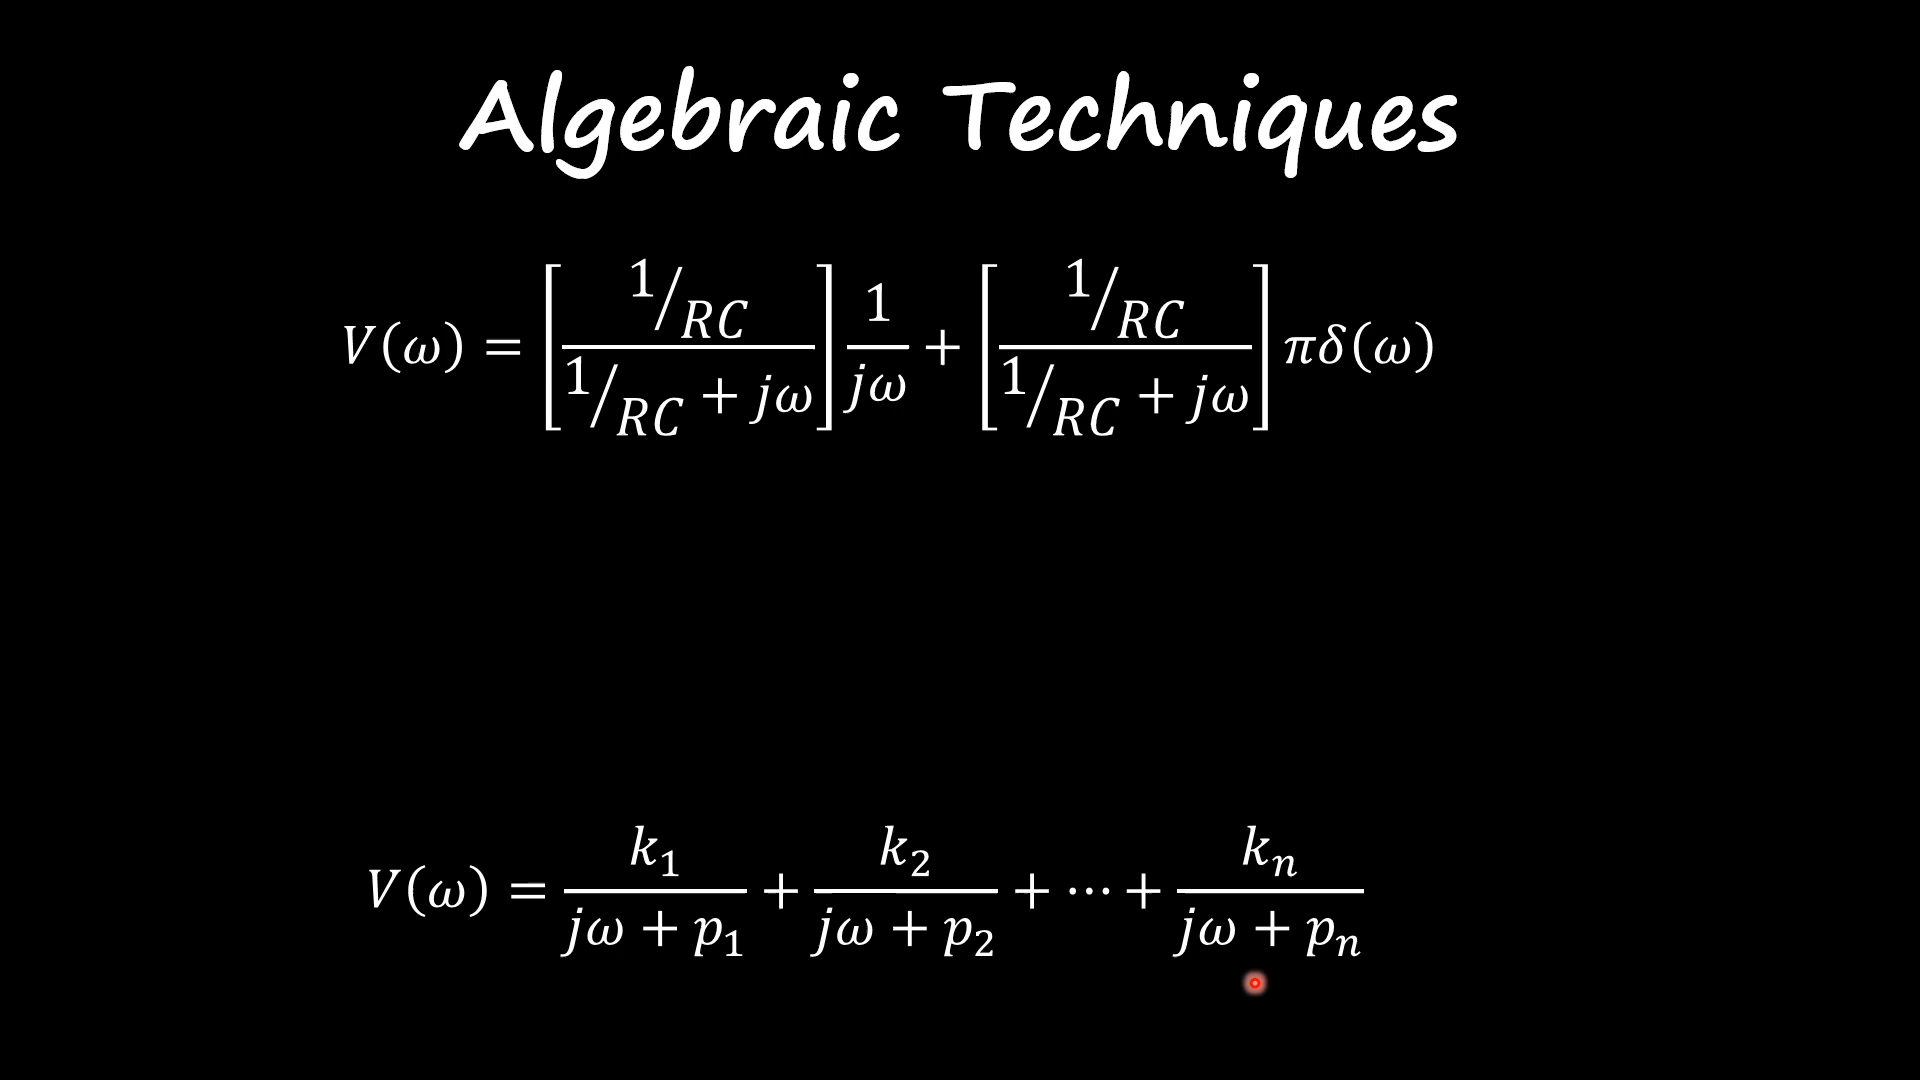 Algebraic Techniques
V(ω) = [ (1/RC) / (1/RC + jω) ] 1/jω + [ (1/RC) / (1/RC + jω) ] πδ(ω)
V(ω) = k₁/(jω + p₁) + k₂/(jω + p₂) + ⋯ + kₙ/(jω + pₙ)